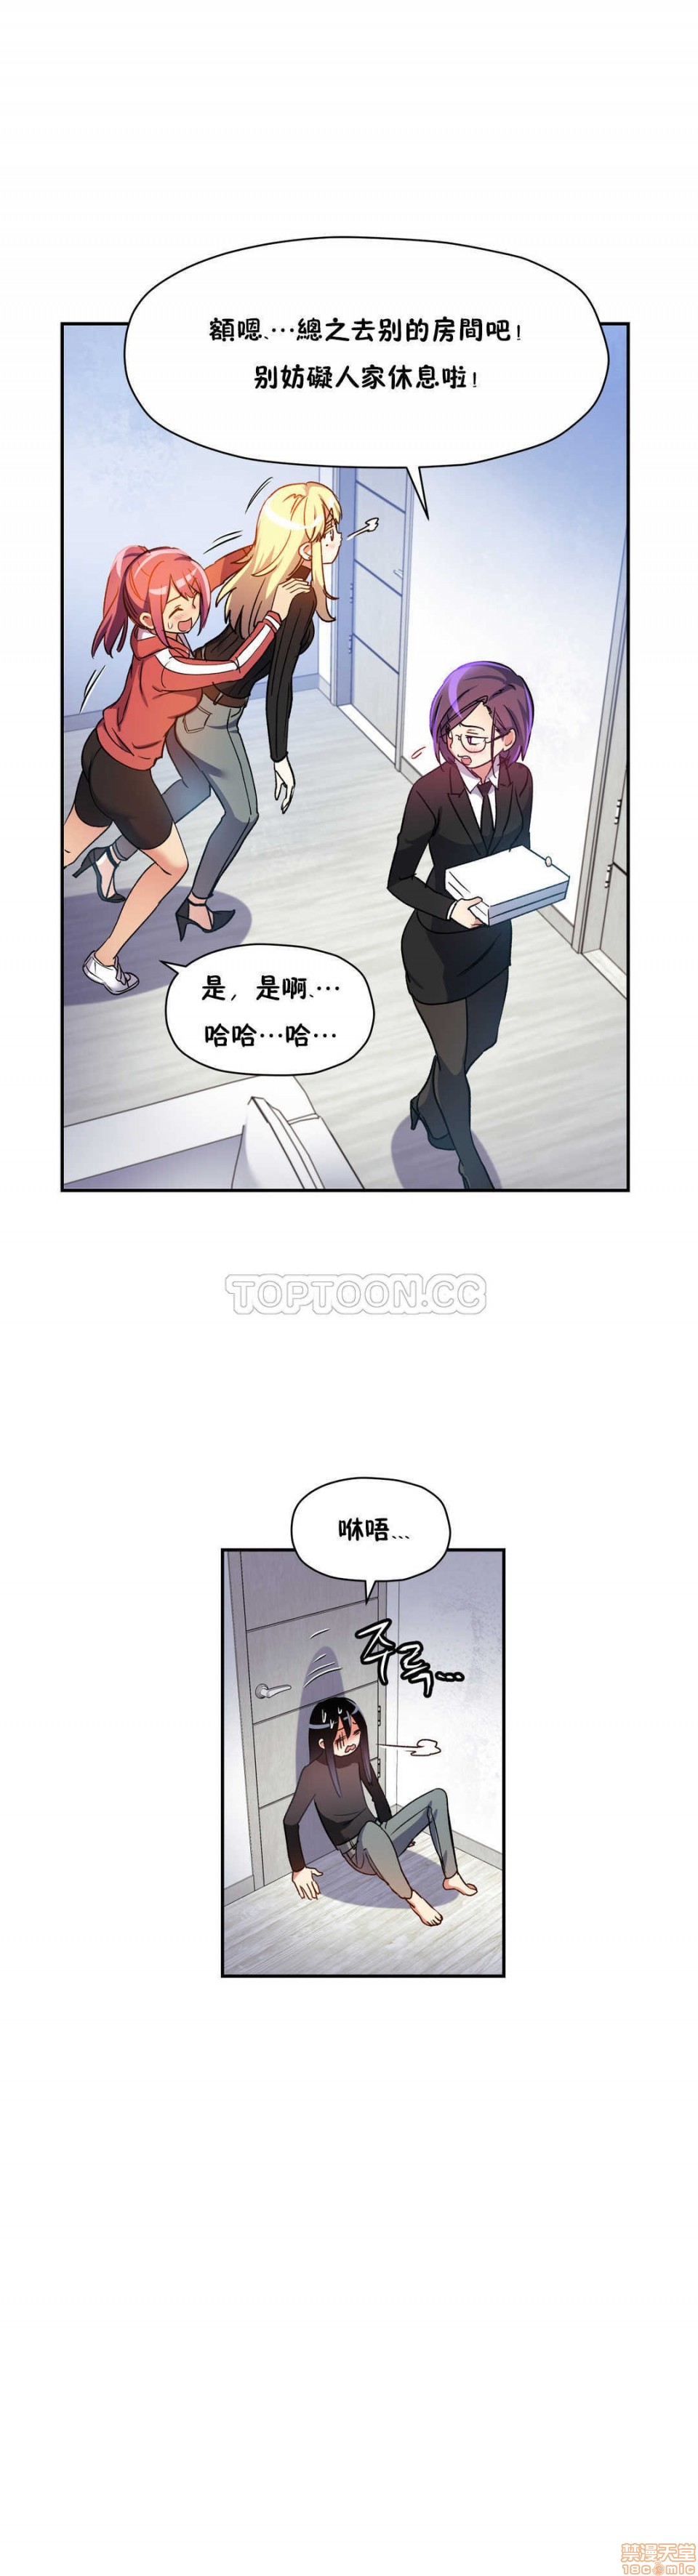 額嗯、…總之去別的房間吧！
別妨礙人家休息啦！
是，是啊、…
哈哈…哈…
TOPTOON.CC
咻唔、、、
주륵...
禁漫天堂
18comic